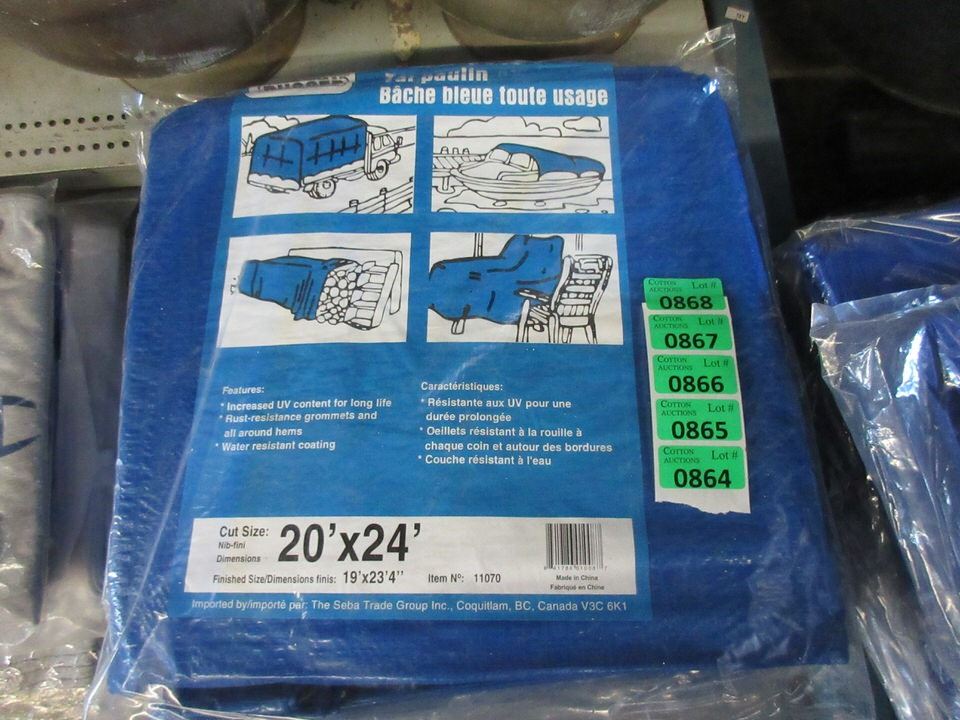 Tarpaulin
Bâche bleue toute usage
Features:
* Increased UV content for long life
* Rust-resistance grommets and
all around hems
* Water resistant coating
Caractéristiques:
* Résistante aux UV pour une
durée prolongée
* Oeillets résistant à la rouille à
chaque coin et autour des bordures
* Couche résistant à l'eau
COTTON AUCTIONS Lot #
0868
COTTON AUCTIONS Lot #
0867
COTTON AUCTIONS Lot #
0866
COTTON AUCTIONS Lot #
0865
COTTON AUCTIONS Lot #
0864
Cut Size: 20'x24'
Nib-fini
Dimensions
Finished Size/Dimensions finis: 19'x23'4" Item Nº: 11070
Made in China
Fabriqué en Chine
Imported by/importé par: The Seba Trade Group Inc., Coquitlam, BC, Canada V3C 6K1